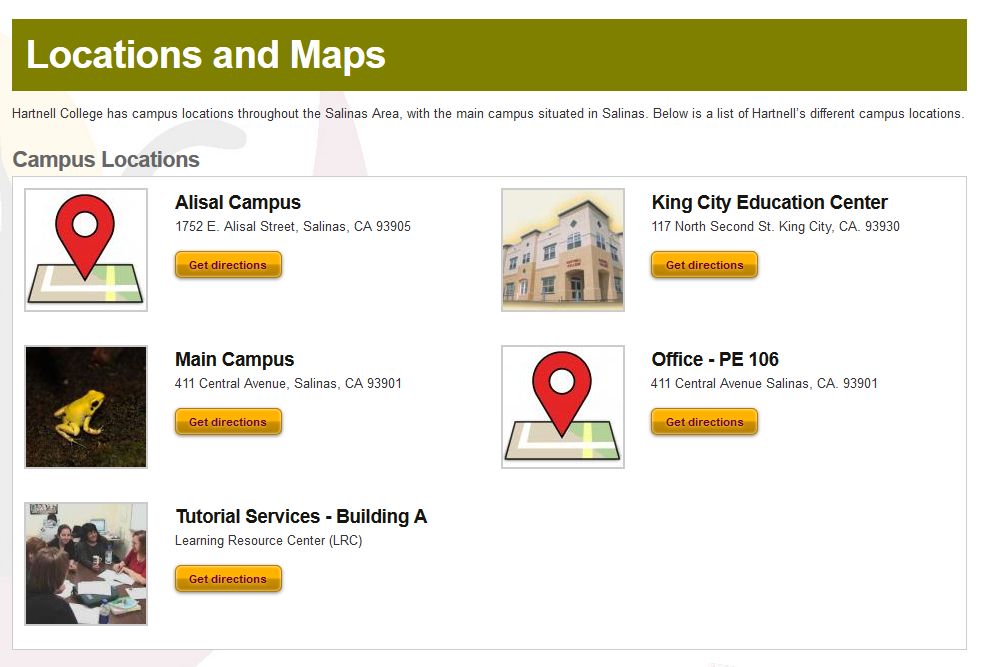 Locations and Maps
Hartnell College has campus locations throughout the Salinas Area, with the main campus situated in Salinas. Below is a list of Hartnell's different campus locations.
Campus Locations
Alisal Campus
1752 E. Alisal Street, Salinas, CA 93905
Get directions
King City Education Center
117 North Second St. King City, CA. 93930
Get directions
Main Campus
411 Central Avenue, Salinas, CA 93901
Get directions
Office - PE 106
411 Central Avenue Salinas, CA. 93901
Get directions
Tutorial Services - Building A
Learning Resource Center (LRC)
Get directions